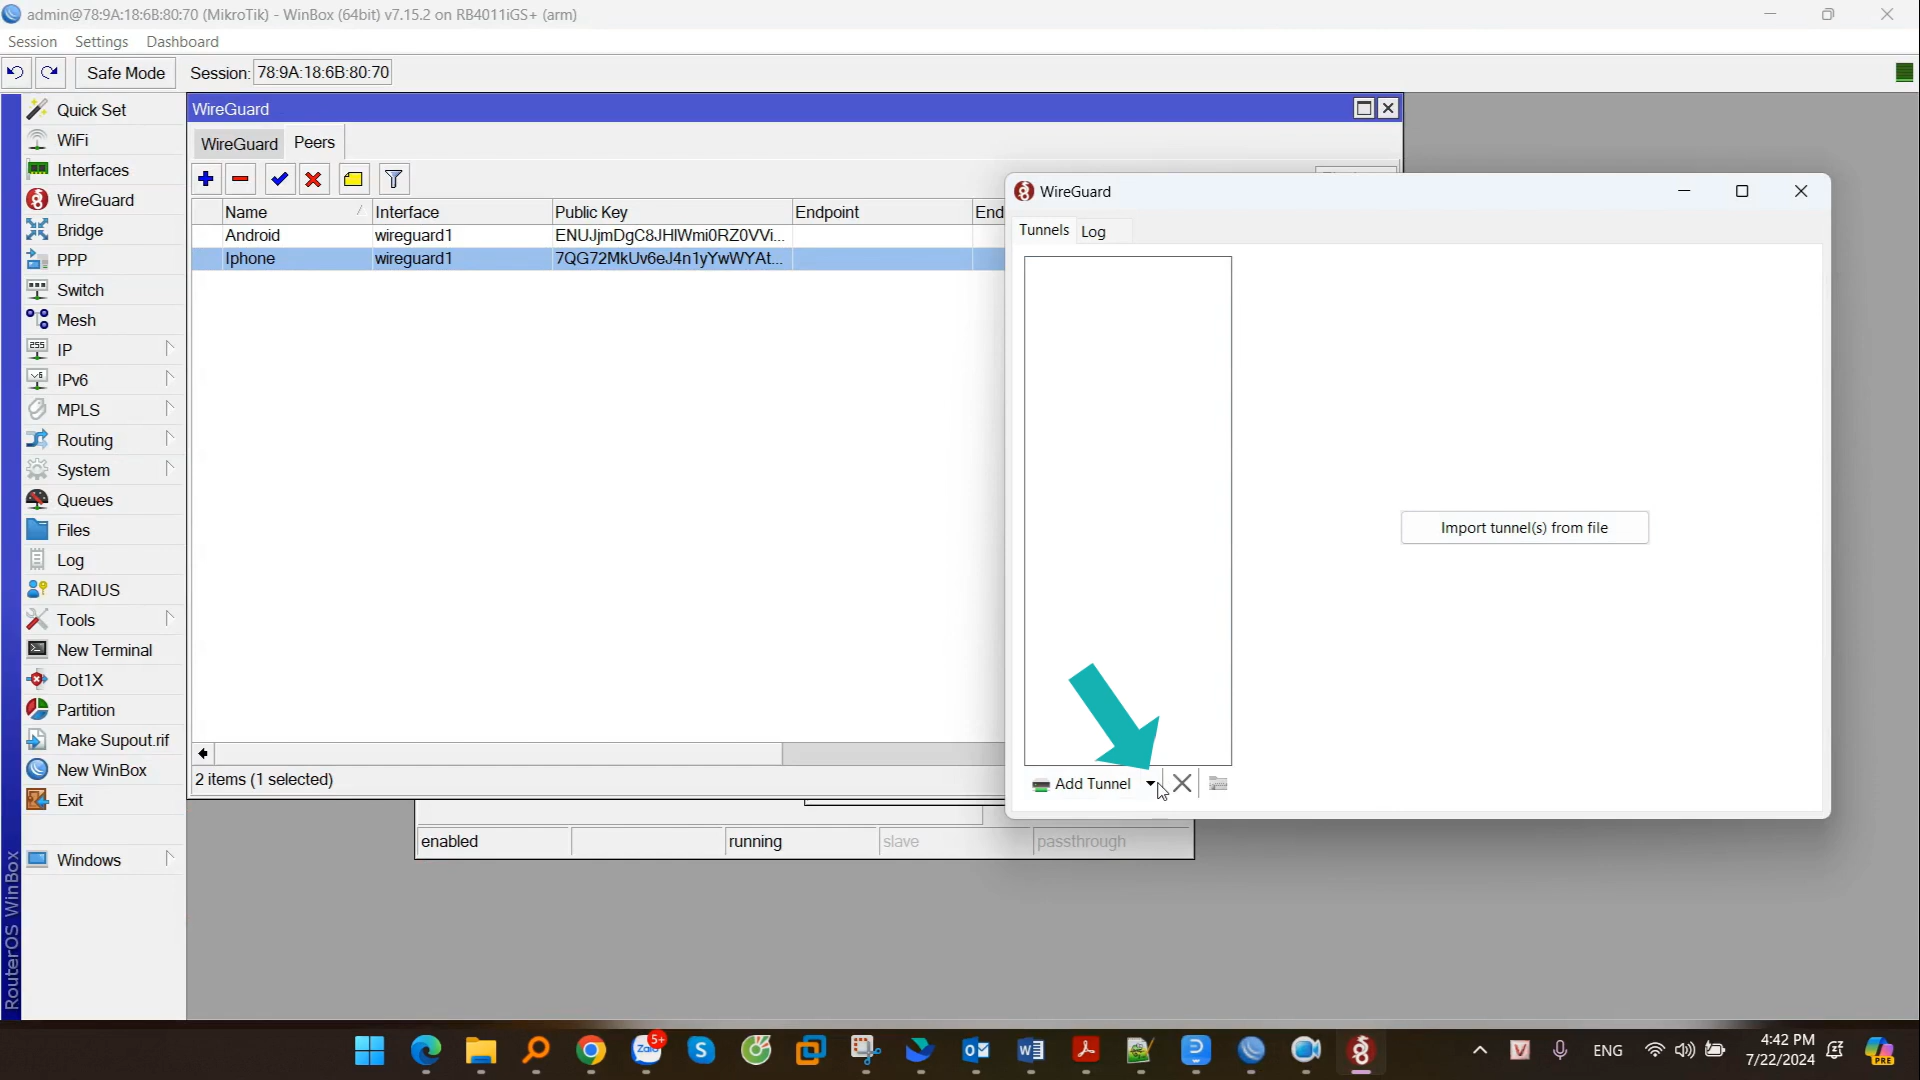 admin@78:9A:18:6B:80:70 (MikroTik) - WinBox (64bit) v7.15.2 on RB4011iGS+ (arm)
Session Settings Dashboard
Safe Mode Session: 78:9A:18:6B:80:70
Quick Set
WiFi
Interfaces
WireGuard
Bridge
PPP
Switch
Mesh
IP
IPv6
MPLS
Routing
System
Queues
Files
Log
RADIUS
Tools
New Terminal
Dot1X
Partition
Make Supout.rif
New WinBox
Exit
Windows
RouterOS WinBox
WireGuard
WireGuard Peers
Name Interface Public Key Endpoint End
Android wireguard1 ENUJjmDgC8JHIWmi0RZ0VVi...
Iphone wireguard1 7QG72MkUv6eJ4n1yYwWYAt...
2 items (1 selected)
enabled running slave passthrough
WireGuard
Tunnels Log
Import tunnel(s) from file
Add Tunnel
5+
Zalo
ENG
4:42 PM
7/22/2024
PRE